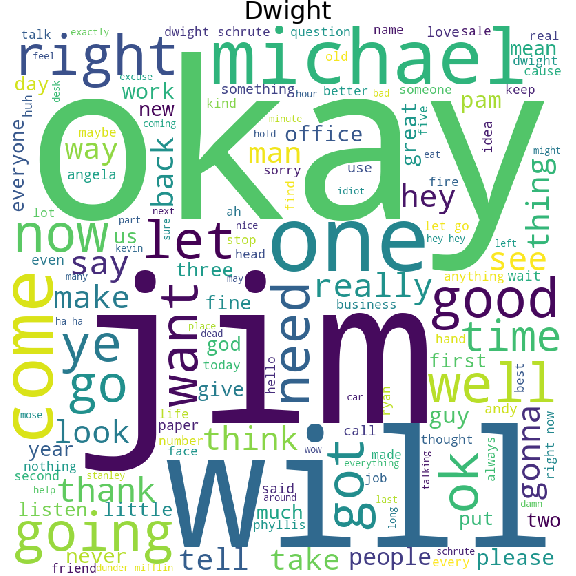 Dwight
dwight schrute question name love sale real
talk exactly old mean
right michael
feel excuse something better someone keep dwight
day huh desk work kind hour minute bad pam cause
everyone new okay office great five idea
maybe coming hold man use might
way back angela sorry find eat fire hey thing
lot next ah idiot let go
now part nice stop one hey hey left see
us let sure head anything wait
even say kevin three may really
many make fine business good
come ha ha want place dead need hand time
ye go god jim first best
today hello car well
mose look paper life give ryan andy guy
year number think call thought gonna
nothing face wow made always right now
second thank stanley said everything talking ok
help listen little around will got job last damn put
going much phyllis long two
never tell take people schrute every please
friend dunder mifflin